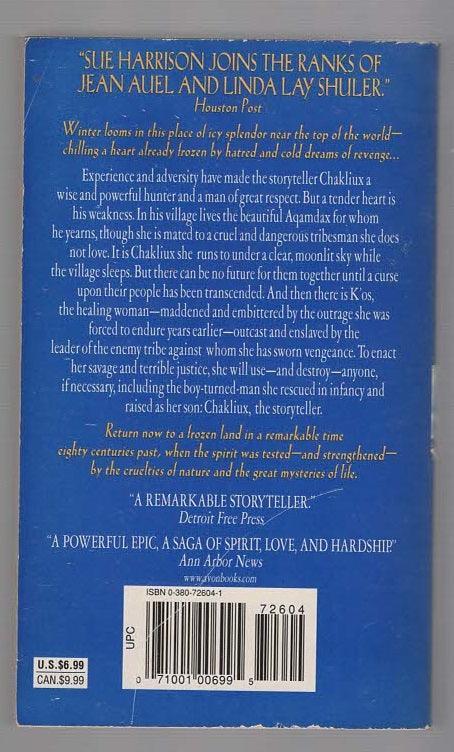 "SUE HARRISON JOINS THE RANKS OF
JEAN AUEL AND LINDA LAY SHULER."
Houston Post
Winter looms in this place of icy splendor near the top of the world—
chilling a heart already frozen by hatred and cold dreams of revenge...
Experience and adversity have made the storyteller Chakliux a
wise and powerful hunter and a man of great respect. But a tender heart is
his weakness. In his village lives the beautiful Aqamdax for whom
he yearns, though she is mated to a cruel and dangerous tribesman she does
not love. It is Chakliux she runs to under a clear, moonlit sky while
the village sleeps. But there can be no future for them together until a curse
upon their people has been transcended. And then there is K'os,
the healing woman—maddened and embittered by the outrage she was
forced to endure years earlier—outcast and enslaved by the
leader of the enemy tribe against whom she has sworn vengeance. To enact
her savage and terrible justice, she will use—and destroy—anyone,
if necessary, including the boy-turned-man she rescued in infancy and
raised as her son: Chakliux, the storyteller.
Return now to a frozen land in a remarkable time
eighty centuries past, when the spirit was tested—and strengthened—
by the cruelties of nature and the great mysteries of life.
"A REMARKABLE STORYTELLER."
Detroit Free Press
"A POWERFUL EPIC, A SAGA OF SPIRIT, LOVE, AND HARDSHIP."
Ann Arbor News
www.avonbooks.com
ISBN 0-380-72604-1
72604
UPC
U.S.$6.99
CAN.$9.99
0 71001 00699 5